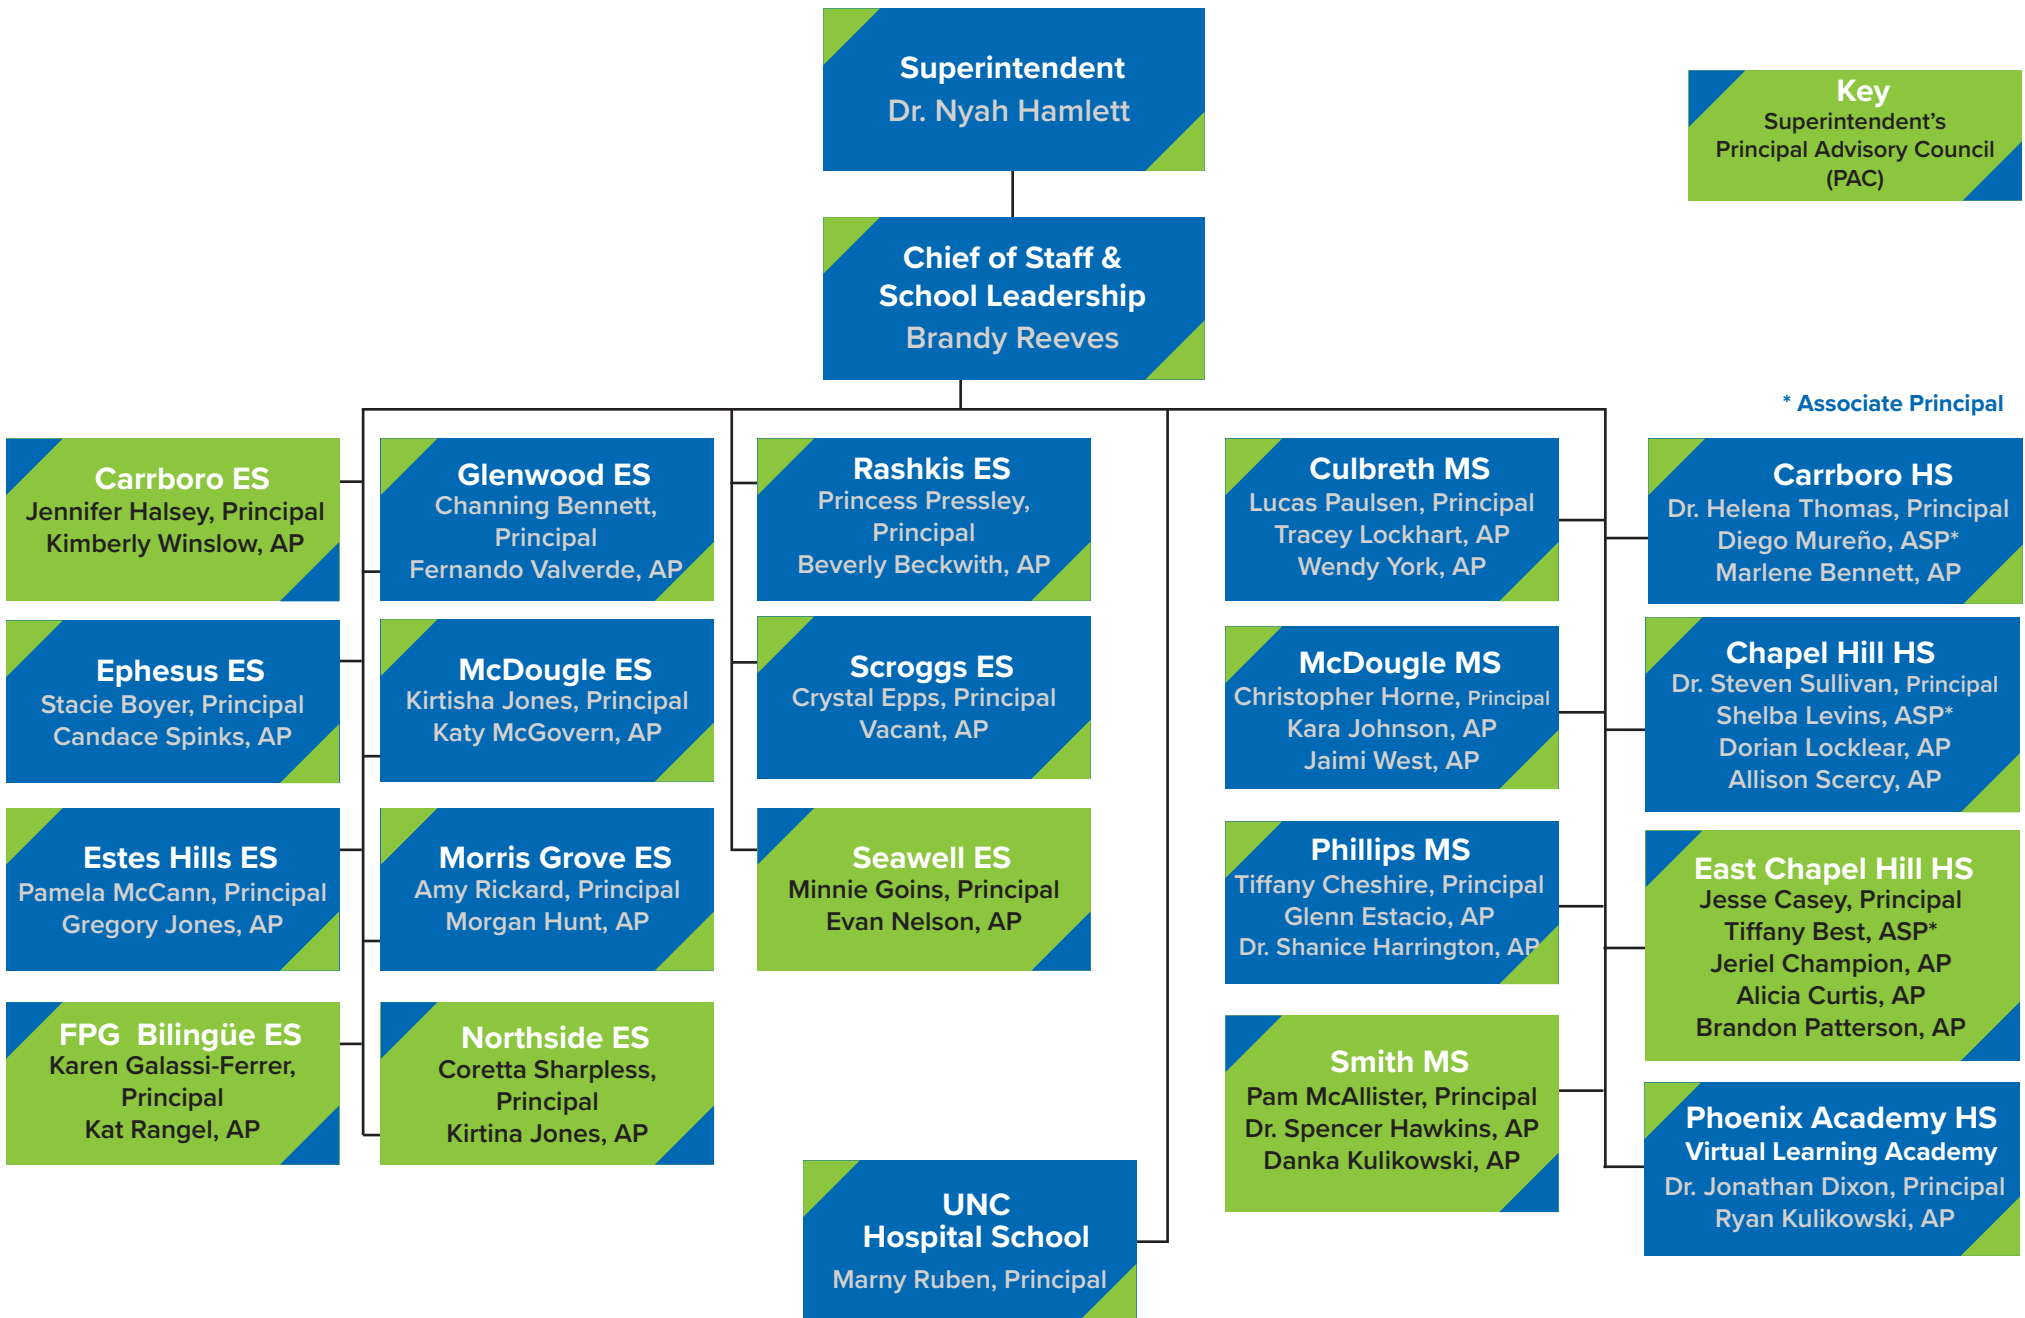 Superintendent
Dr. Nyah Hamlett
Key
Superintendent’s
Principal Advisory Council
(PAC)
Chief of Staff &
School Leadership
Brandy Reeves
* Associate Principal
Carrboro ES
Jennifer Halsey, Principal
Kimberly Winslow, AP
Glenwood ES
Channing Bennett,
Principal
Fernando Valverde, AP
Rashkis ES
Princess Pressley,
Principal
Beverly Beckwith, AP
Culbreth MS
Lucas Paulsen, Principal
Tracey Lockhart, AP
Wendy York, AP
Carrboro HS
Dr. Helena Thomas, Principal
Diego Mureño, ASP*
Marlene Bennett, AP
Ephesus ES
Stacie Boyer, Principal
Candace Spinks, AP
McDougle ES
Kirtisha Jones, Principal
Katy McGovern, AP
Scroggs ES
Crystal Epps, Principal
Vacant, AP
McDougle MS
Christopher Horne, Principal
Kara Johnson, AP
Jaimi West, AP
Chapel Hill HS
Dr. Steven Sullivan, Principal
Shelba Levins, ASP*
Dorian Locklear, AP
Allison Scercy, AP
Estes Hills ES
Pamela McCann, Principal
Gregory Jones, AP
Morris Grove ES
Amy Rickard, Principal
Morgan Hunt, AP
Seawell ES
Minnie Goins, Principal
Evan Nelson, AP
Phillips MS
Tiffany Cheshire, Principal
Glenn Estacio, AP
Dr. Shanice Harrington, AP
East Chapel Hill HS
Jesse Casey, Principal
Tiffany Best, ASP*
Jeriel Champion, AP
Alicia Curtis, AP
Brandon Patterson, AP
FPG Bilingüe ES
Karen Galassi-Ferrer,
Principal
Kat Rangel, AP
Northside ES
Coretta Sharpless,
Principal
Kirtina Jones, AP
Smith MS
Pam McAllister, Principal
Dr. Spencer Hawkins, AP
Danka Kulikowski, AP
Phoenix Academy HS
Virtual Learning Academy
Dr. Jonathan Dixon, Principal
Ryan Kulikowski, AP
UNC
Hospital School
Marny Ruben, Principal